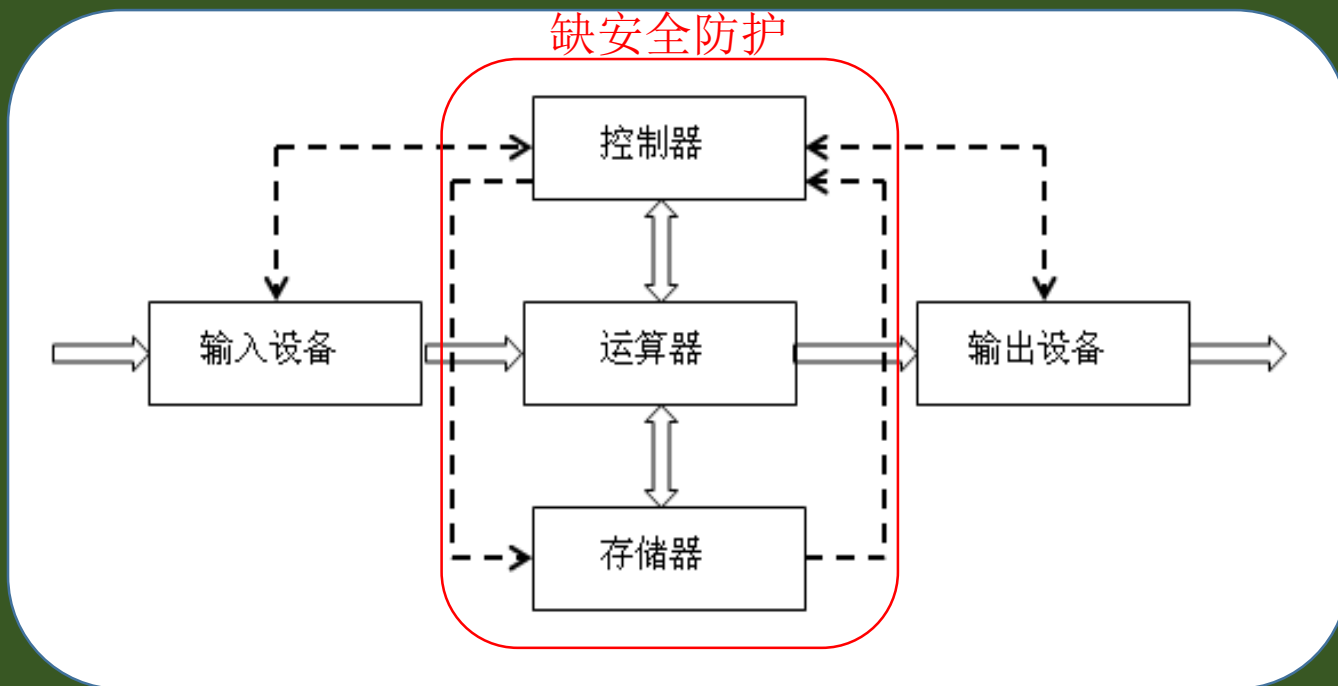 缺安全防护
控制器
输入设备
运算器
输出设备
存储器